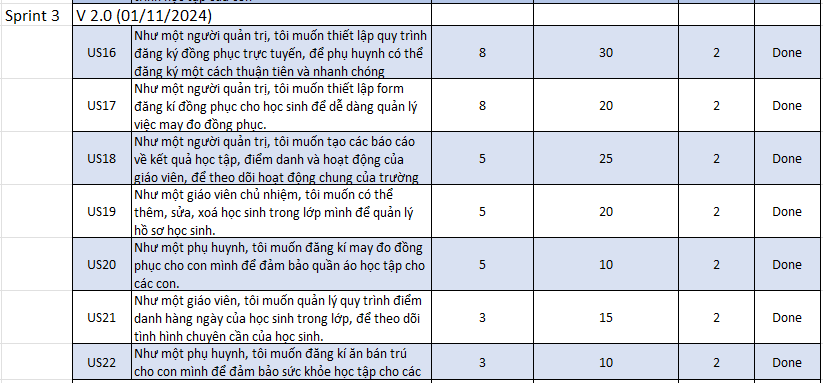 Sprint 3 V 2.0 (01/11/2024)
Như một người quản trị, tôi muốn thiết lập quy trình
US16 đăng ký đồng phục trực tuyến, để phụ huynh có thể 8 30 2 Done
đăng ký một cách thuận tiện và nhanh chóng
Như một người quản trị, tôi muốn thiết lập form
US17 đăng kí đồng phục cho học sinh để dễ dàng quản lý 8 20 2 Done
việc may đo đồng phục.
Như một người quản trị, tôi muốn tạo các báo cáo
US18 về kết quả học tập, điểm danh và hoạt động của 5 25 2 Done
giáo viên, để theo dõi hoạt động chung của trường
Như một giáo viên chủ nhiệm, tôi muốn có thể
US19 thêm, sửa, xoá học sinh trong lớp mình để quản lý 5 20 2 Done
hồ sơ học sinh.
Như một phụ huynh, tôi muốn đăng kí may đo đồng
US20 phục cho con mình để đảm bảo quần áo học tập cho 5 10 2 Done
các con.
Như một giáo viên, tôi muốn quản lý quy trình điểm
US21 danh hàng ngày của học sinh trong lớp, để theo dõi 3 15 2 Done
tình hình chuyên cần của học sinh.
Như một phụ huynh, tôi muốn đăng kí ăn bán trú
US22 cho con mình để đảm bảo sức khỏe học tập cho các 3 10 2 Done